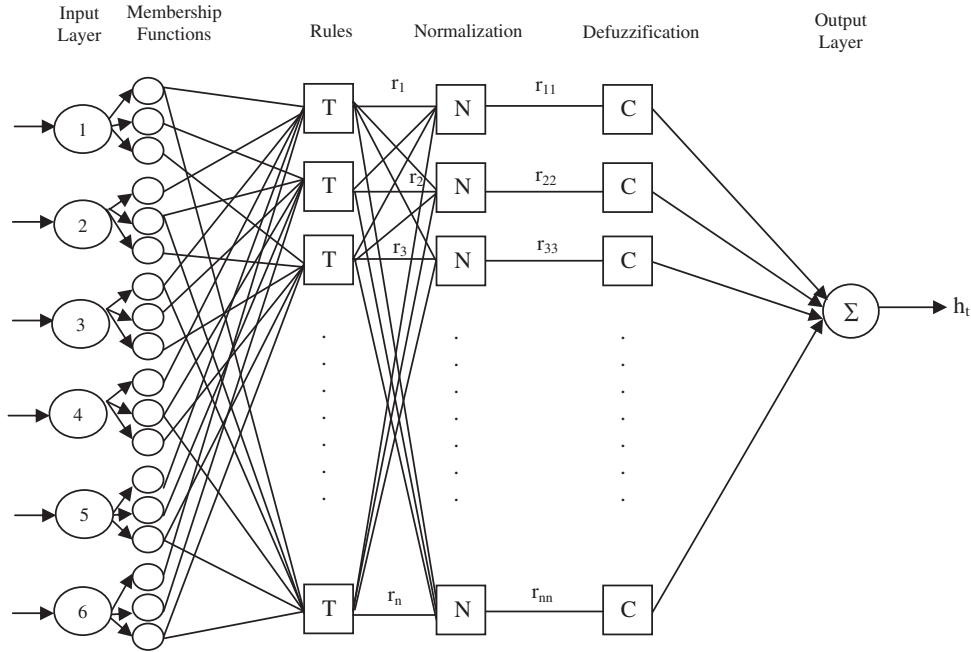 Input
Layer
Membership
Functions
Rules
Normalization
Defuzzification
Output
Layer
1
2
3
4
5
6
T
T
T
T
r1
r2
r3
rn
N
N
N
N
r11
r22
r33
rnn
C
C
C
C
Σ
ht